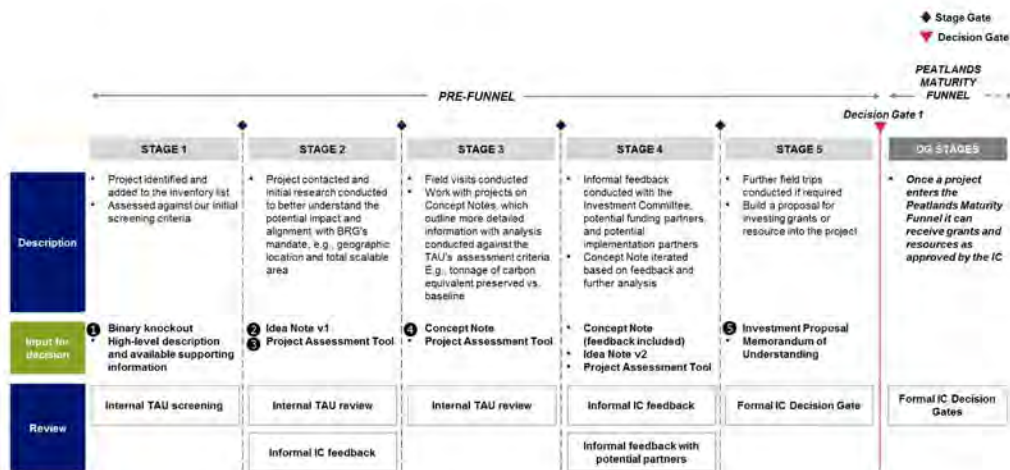 Stage Gate
Decision Gate
PEATLANDS
MATURITY
FUNNEL
PRE-FUNNEL
Decision Gate 1
STAGE 1
STAGE 2
STAGE 3
STAGE 4
STAGE 5
DG STAGES
Description
• Project identified and
added to the inventory list
• Assessed against our initial
screening criteria
• Project contacted and
initial research conducted
to better understand the
potential impact and
alignment with BRG's
mandate, e.g., geographic
location and total scalable
area
• Field visits conducted
• Work with projects on
Concept Notes, which
outline more detailed
information with analysis
conducted against the
TAU's assessment criteria
E.g., tonnage of carbon
equivalent preserved vs.
baseline
• Informal feedback
conducted with the
Investment Committee,
potential funding partners
and potential
implementation partners
• Concept Note iterated
based on feedback and
further analysis
• Further field trips
conducted if required
• Build a proposal for
investing grants or
resource into the project
• Once a project
enters the
Peatlands Maturity
Funnel it can
receive grants and
resources as
approved by the IC
Input for
decision
1 Binary knockout
• High-level description
and available supporting
information
2 Idea Note v1
3 Project Assessment Tool
4 Concept Note
• Project Assessment Tool
• Concept Note
(feedback included)
• Idea Note v2
• Project Assessment Tool
5 Investment Proposal
• Memorandum of
Understanding
Review
Internal TAU screening
Internal TAU review
Informal IC feedback
Internal TAU review
Informal IC feedback
Informal feedback with
potential partners
Formal IC Decision Gate
Formal IC Decision
Gates